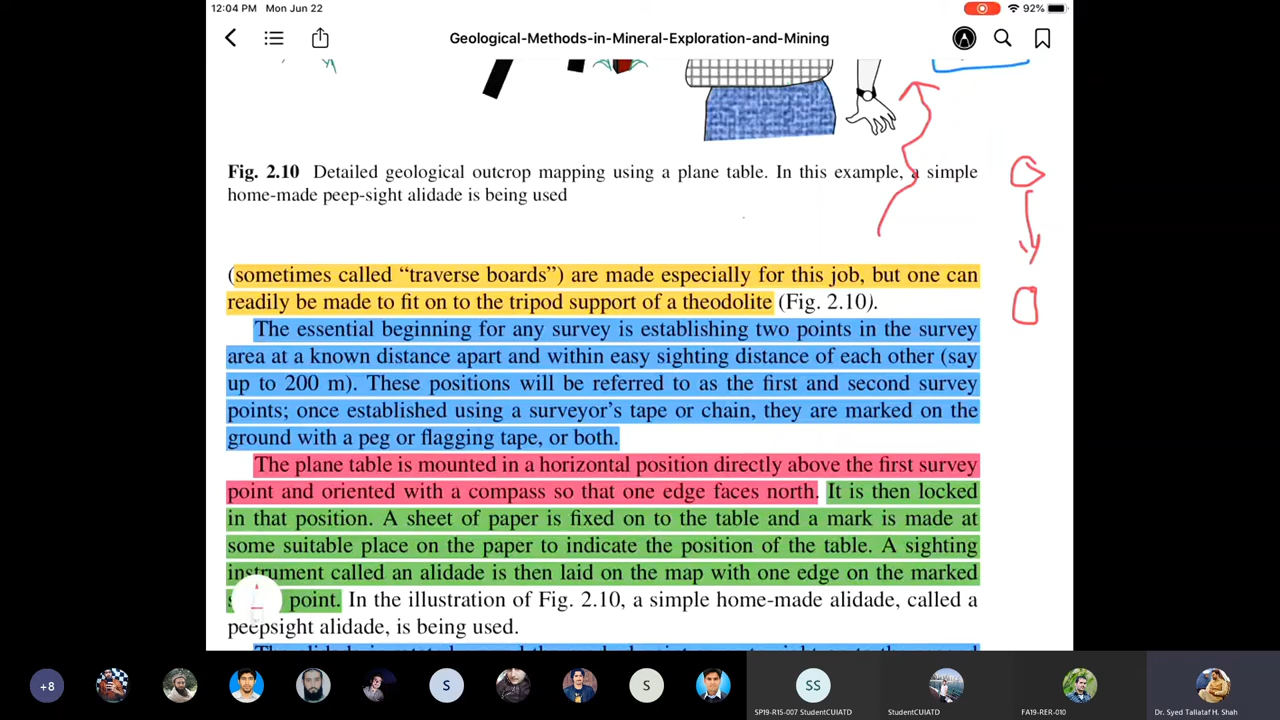 12:04 PM Mon Jun 22
92%
Geological-Methods-in-Mineral-Exploration-and-Mining
Fig. 2.10 Detailed geological outcrop mapping using a plane table. In this example, a simple
home-made peep-sight alidade is being used
(sometimes called “traverse boards”) are made especially for this job, but one can
readily be made to fit on to the tripod support of a theodolite (Fig. 2.10).
The essential beginning for any survey is establishing two points in the survey
area at a known distance apart and within easy sighting distance of each other (say
up to 200 m). These positions will be referred to as the first and second survey
points; once established using a surveyor’s tape or chain, they are marked on the
ground with a peg or flagging tape, or both.
The plane table is mounted in a horizontal position directly above the first survey
point and oriented with a compass so that one edge faces north. It is then locked
in that position. A sheet of paper is fixed on to the table and a mark is made at
some suitable place on the paper to indicate the position of the table. A sighting
instrument called an alidade is then laid on the map with one edge on the marked
point. In the illustration of Fig. 2.10, a simple home-made alidade, called a
peepsight alidade, is being used.
+8
S
S
SS
SP19-R1S-007 StudentCUIATD
StudentCUIATD
FA19-RER-010
Dr. Syed Tallataf H. Shah